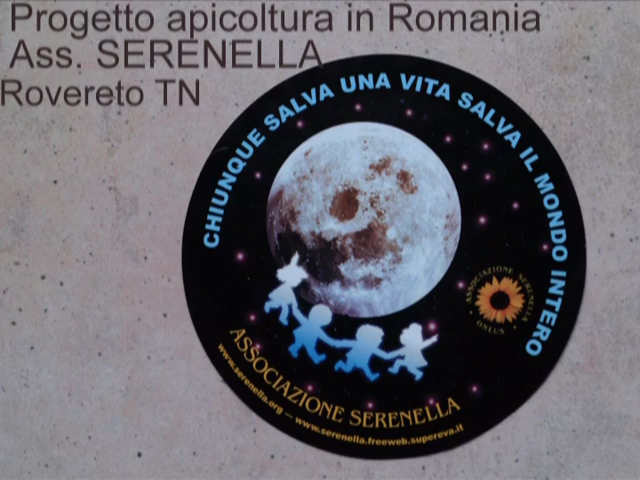 Progetto apicoltura in Romania
Ass. SERENELLA
Rovereto TN
CHIUNQUE SALVA UNA VITA SALVA IL MONDO INTERO
ASSOCIAZIONE SERENELLA
• ONLUS •
ASSOCIAZIONE SERENELLA
www.serenella.org — www.serenella.freeweb.supereva.it